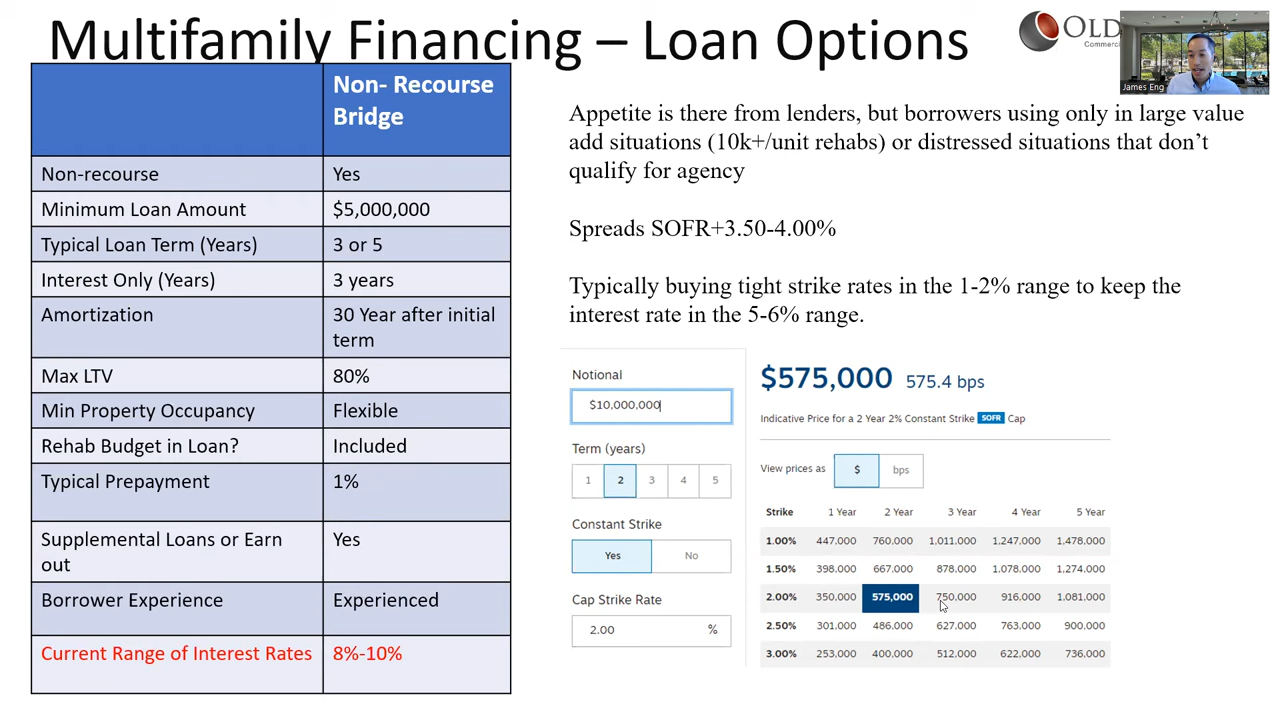 Multifamily Financing – Loan Options
OLD
Commerci
James Eng
Non- Recourse
Bridge
Non-recourse Yes
Minimum Loan Amount $5,000,000
Typical Loan Term (Years) 3 or 5
Interest Only (Years) 3 years
Amortization 30 Year after initial
term
Max LTV 80%
Min Property Occupancy Flexible
Rehab Budget in Loan? Included
Typical Prepayment 1%
Supplemental Loans or Earn Yes
out
Borrower Experience Experienced
Current Range of Interest Rates 8%-10%
Appetite is there from lenders, but borrowers using only in large value
add situations (10k+/unit rehabs) or distressed situations that don’t
qualify for agency
Spreads SOFR+3.50-4.00%
Typically buying tight strike rates in the 1-2% range to keep the
interest rate in the 5-6% range.
Notional
$10,000,000
Term (years)
1 2 3 4 5
Constant Strike
Yes No
Cap Strike Rate
2.00 %
$575,000 575.4 bps
Indicative Price for a 2 Year 2% Constant Strike SOFR Cap
View prices as $ bps
Strike 1 Year 2 Year 3 Year 4 Year 5 Year
1.00% 447,000 760,000 1,011,000 1,247,000 1,478,000
1.50% 398,000 667,000 878,000 1,078,000 1,274,000
2.00% 350,000 575,000 750,000 916,000 1,081,000
2.50% 301,000 486,000 627,000 763,000 900,000
3.00% 253,000 400,000 512,000 622,000 736,000